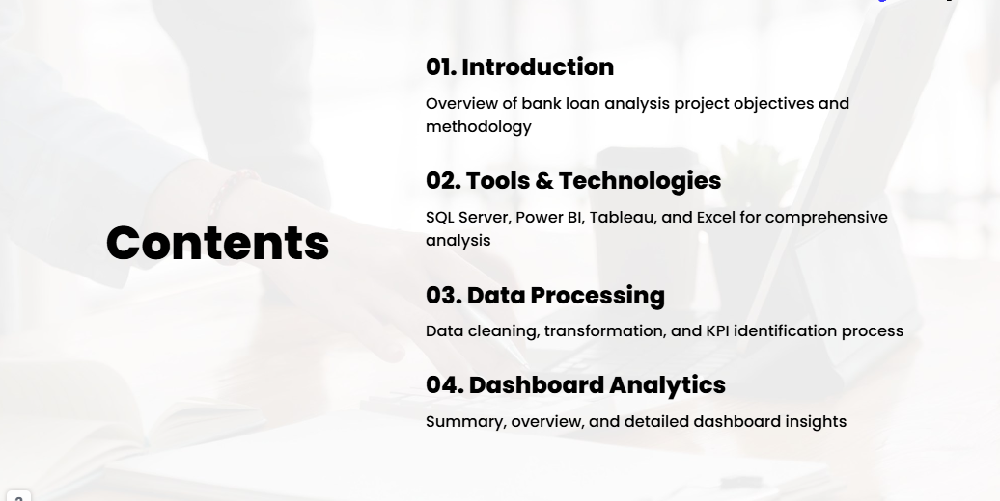 Contents
01. Introduction
Overview of bank loan analysis project objectives and
methodology
02. Tools & Technologies
SQL Server, Power BI, Tableau, and Excel for comprehensive
analysis
03. Data Processing
Data cleaning, transformation, and KPI identification process
04. Dashboard Analytics
Summary, overview, and detailed dashboard insights